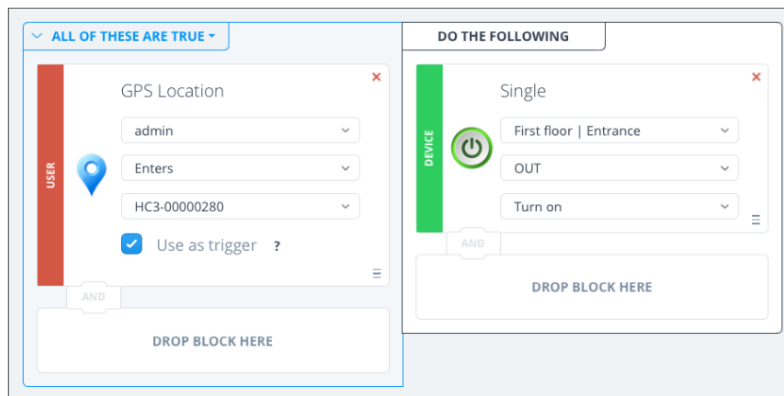 ALL OF THESE ARE TRUE
DO THE FOLLOWING
USER
GPS Location
admin
Enters
HC3-00000280
Use as trigger ?
AND
DROP BLOCK HERE
DEVICE
Single
First floor | Entrance
OUT
Turn on
AND
DROP BLOCK HERE